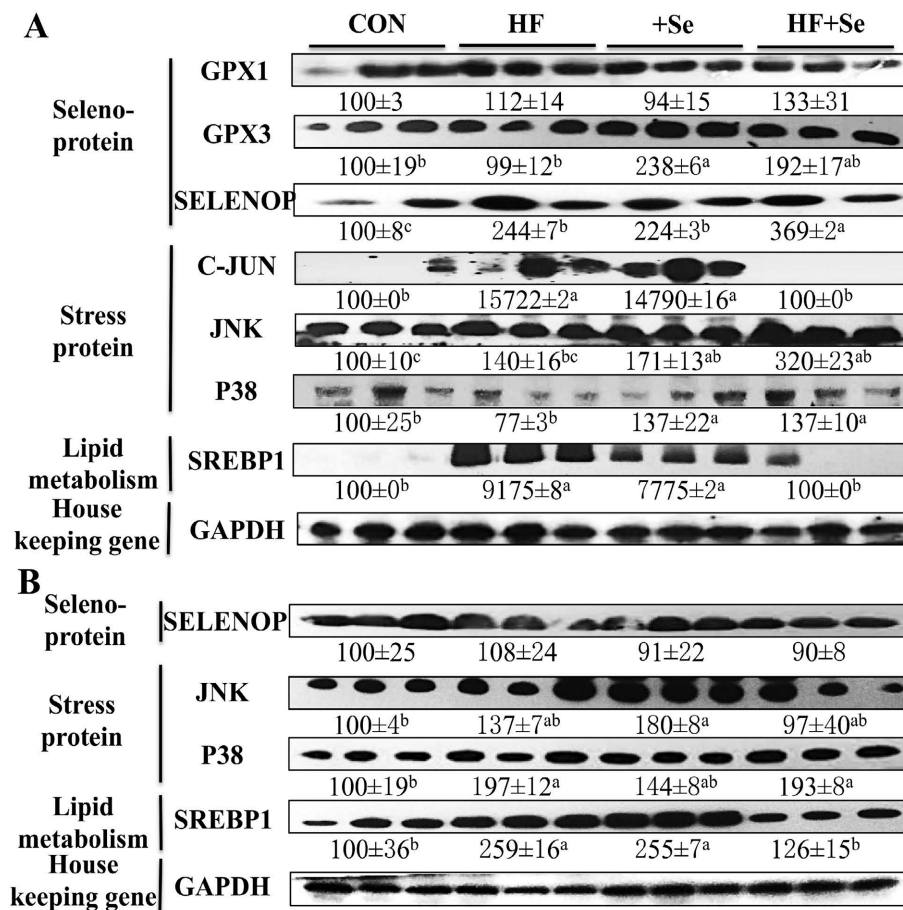 A
CON HF +Se HF+Se
Seleno-
protein
GPX1
100±3 112±14 94±15 133±31
GPX3
100±19b 99±12b 238±6a 192±17ab
SELENOP
100±8c 244±7b 224±3b 369±2a
Stress
protein
C-JUN
100±0b 15722±2a 14790±16a 100±0b
JNK
100±10c 140±16bc 171±13ab 320±23ab
P38
100±25b 77±3b 137±22a 137±10a
Lipid
metabolism
SREBP1
100±0b 9175±8a 7775±2a 100±0b
House
keeping gene
GAPDH
B
Seleno-
protein
SELENOP
100±25 108±24 91±22 90±8
Stress
protein
JNK
100±4b 137±7ab 180±8a 97±40ab
P38
100±19b 197±12a 144±8ab 193±8a
Lipid
metabolism
SREBP1
100±36b 259±16a 255±7a 126±15b
House
keeping gene
GAPDH